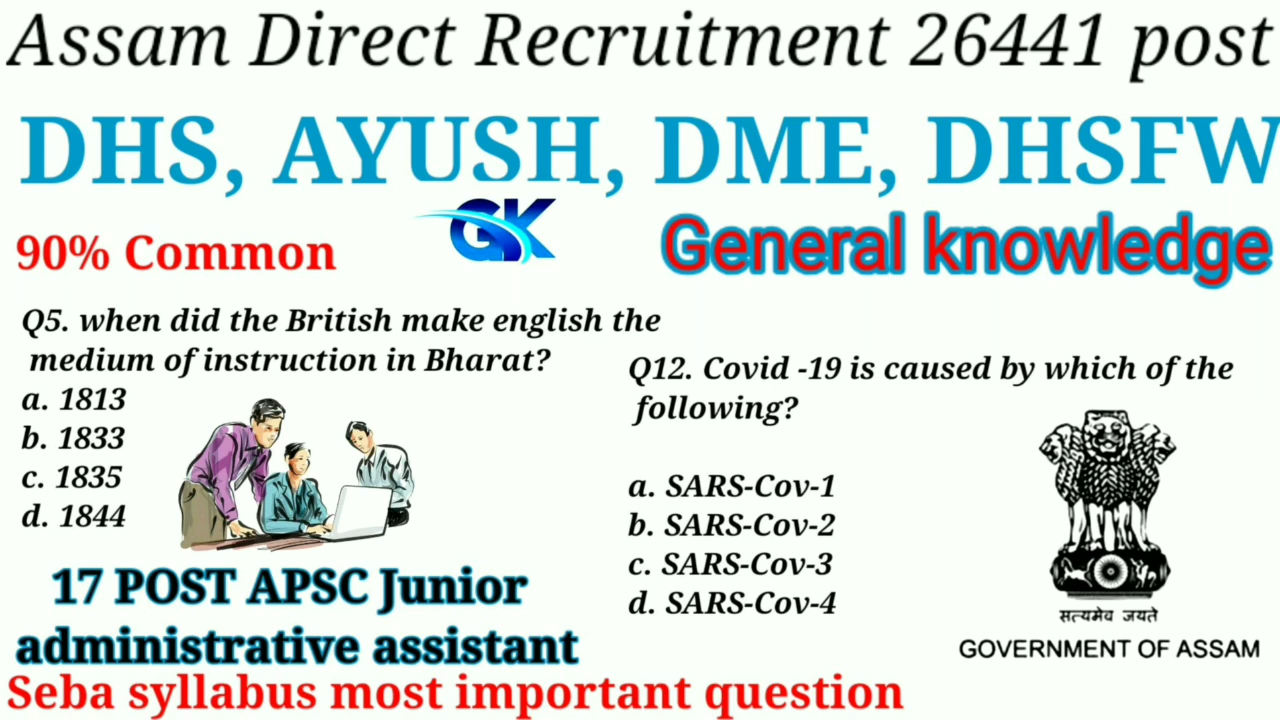 Assam Direct Recruitment 26441 post
DHS, AYUSH, DME, DHSFW
GK
90% Common
General knowledge
Q5. when did the British make english the
medium of instruction in Bharat?
a. 1813
b. 1833
c. 1835
d. 1844
Q12. Covid -19 is caused by which of the
following?
a. SARS-Cov-1
b. SARS-Cov-2
c. SARS-Cov-3
d. SARS-Cov-4
सत्यमेव जयते
GOVERNMENT OF ASSAM
17 POST APSC Junior
administrative assistant
Seba syllabus most important question